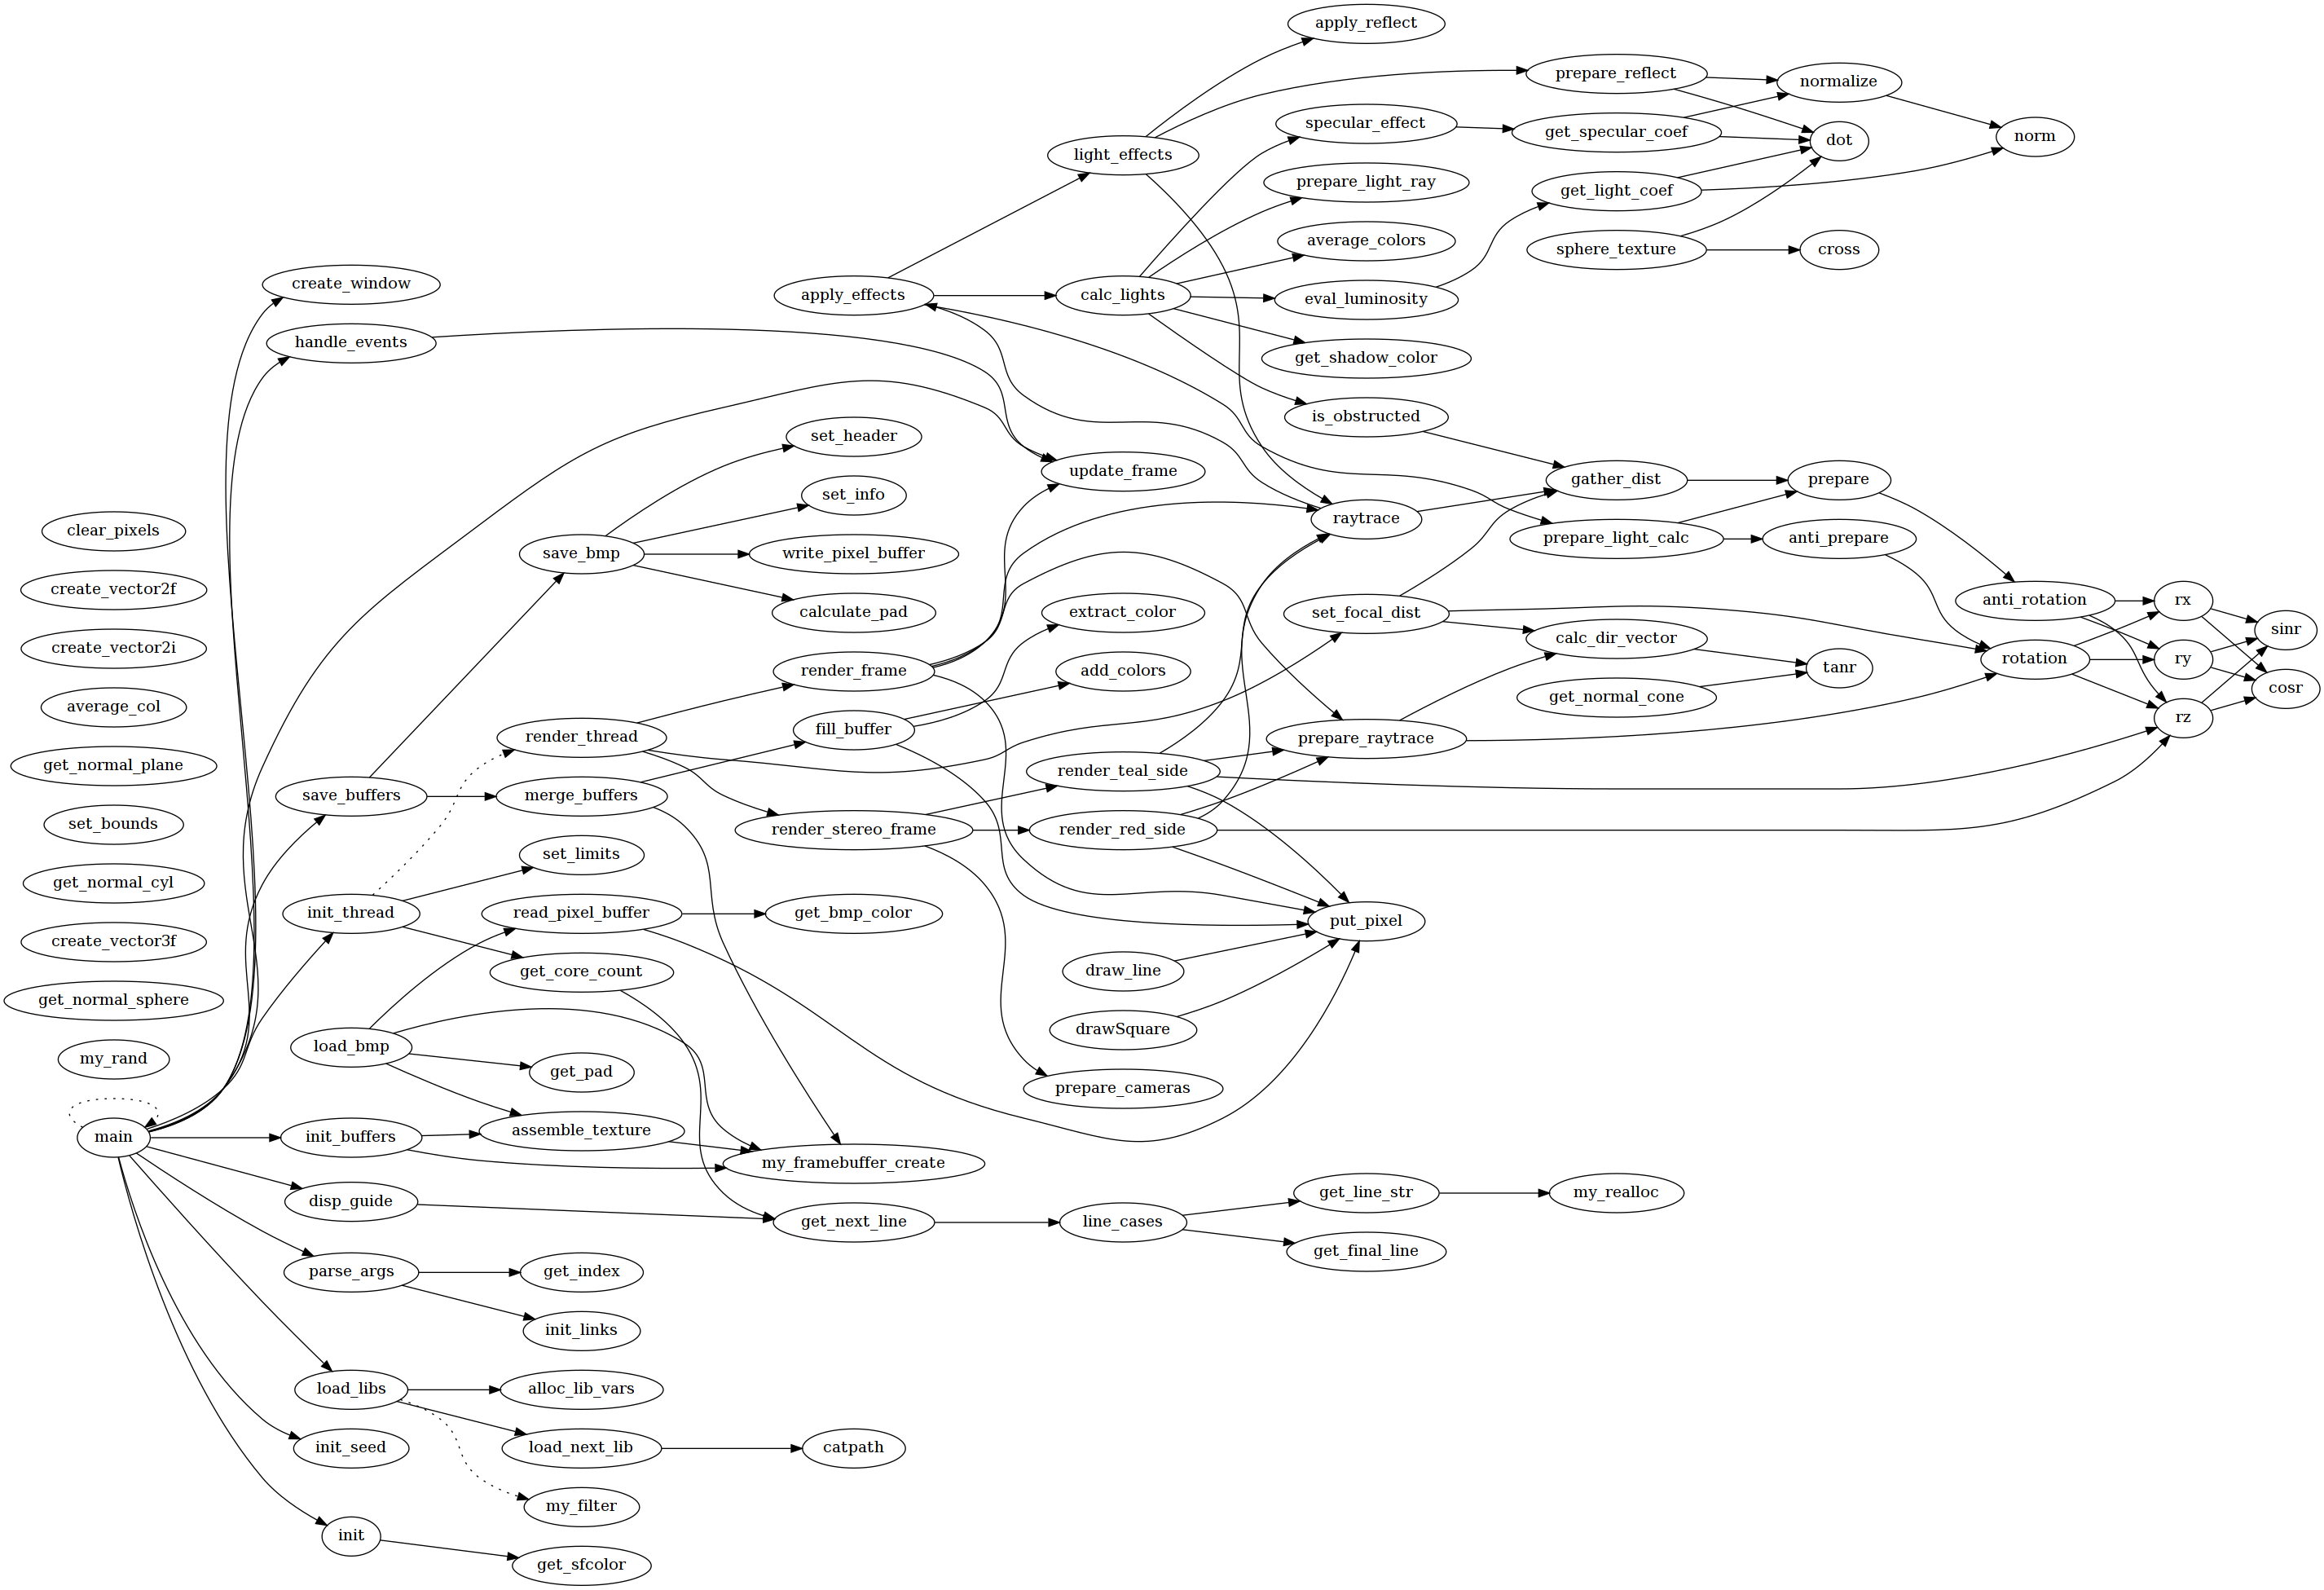 apply_reflect
prepare_reflect
normalize
specular_effect
get_specular_coef
norm
dot
light_effects
prepare_light_ray
get_light_coef
average_colors
sphere_texture
cross
create_window
apply_effects
calc_lights
eval_luminosity
handle_events
get_shadow_color
is_obstructed
set_header
update_frame
gather_dist
prepare
set_info
raytrace
clear_pixels
prepare_light_calc
anti_prepare
save_bmp
write_pixel_buffer
create_vector2f
anti_rotation
rx
calculate_pad
extract_color
set_focal_dist
sinr
create_vector2i
calc_dir_vector
rotation
ry
render_frame
add_colors
tanr
cosr
average_col
get_normal_cone
rz
render_thread
fill_buffer
prepare_raytrace
get_normal_plane
render_teal_side
save_buffers
merge_buffers
set_bounds
render_stereo_frame
render_red_side
set_limits
get_normal_cyl
init_thread
read_pixel_buffer
get_bmp_color
put_pixel
create_vector3f
get_core_count
draw_line
get_normal_sphere
drawSquare
load_bmp
my_rand
get_pad
prepare_cameras
main
init_buffers
assemble_texture
my_framebuffer_create
disp_guide
get_line_str
my_realloc
get_next_line
line_cases
get_final_line
parse_args
get_index
init_links
load_libs
alloc_lib_vars
init_seed
load_next_lib
catpath
my_filter
init
get_sfcolor